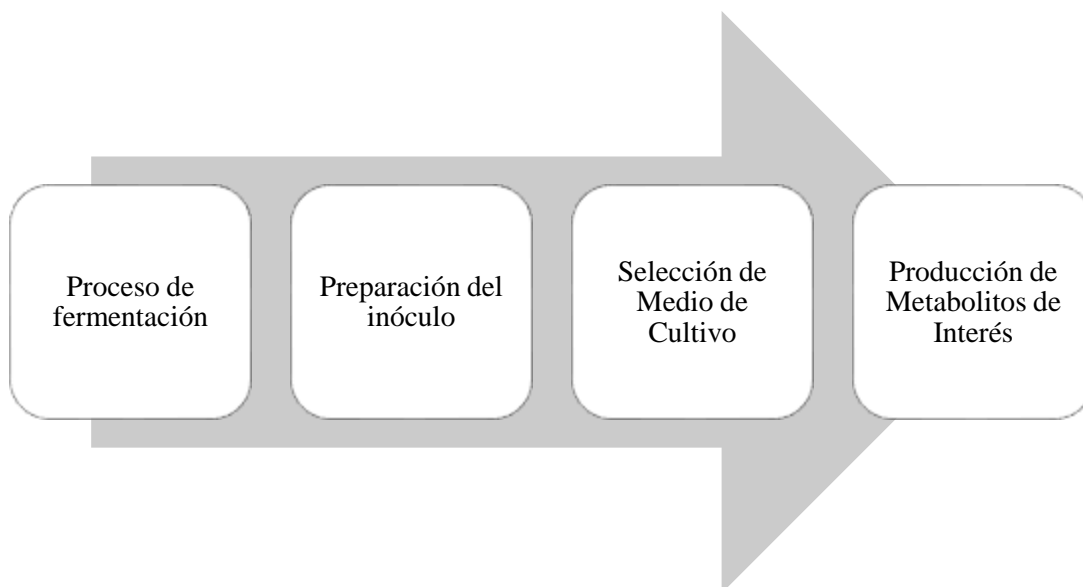 Proceso de
fermentación
Preparación del
inóculo
Selección de
Medio de
Cultivo
Producción de
Metabolitos de
Interés